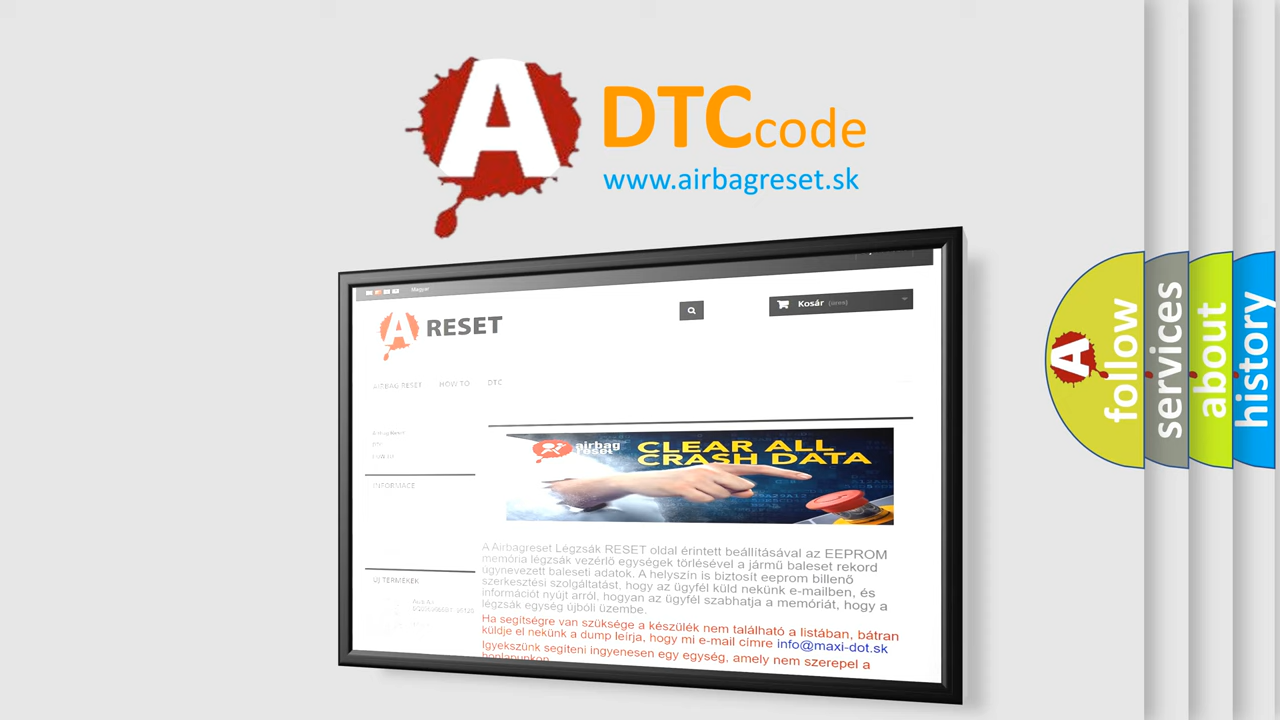 A
DTCcode
www.airbagreset.sk
Magyar
A RESET
Kosár (üres)
AIRBAG RESET HOW TO DTC
INFORMACE
ÚJ TERMÉKEK
airbag
reset
CLEAR ALL
CRASH DATA
A Airbagreset Légzsák RESET oldal érintett beállításával az EEPROM
memória légzsák vezérlő egységek törlésével a jármű baleset rekord
úgynevezett baleseti adatok. A helyszín is biztosít eeprom billenő
szerkesztési szolgáltatást, hogy az ügyfél küld nekünk e-mailben, és
információt nyújt arról, hogyan az ügyfél szabhatja a memóriát, hogy a
légzsák egység újbóli üzembe.
Ha segítségre van szüksége a készülék nem található a listában, bátran
küldje el nekünk a dump leírja, hogy mi e-mail címre info@maxi-dot.sk
Igyekszünk segíteni ingyenesen egy egység, amely nem szerepel a
honlapunkon
A
follow
services
about
history